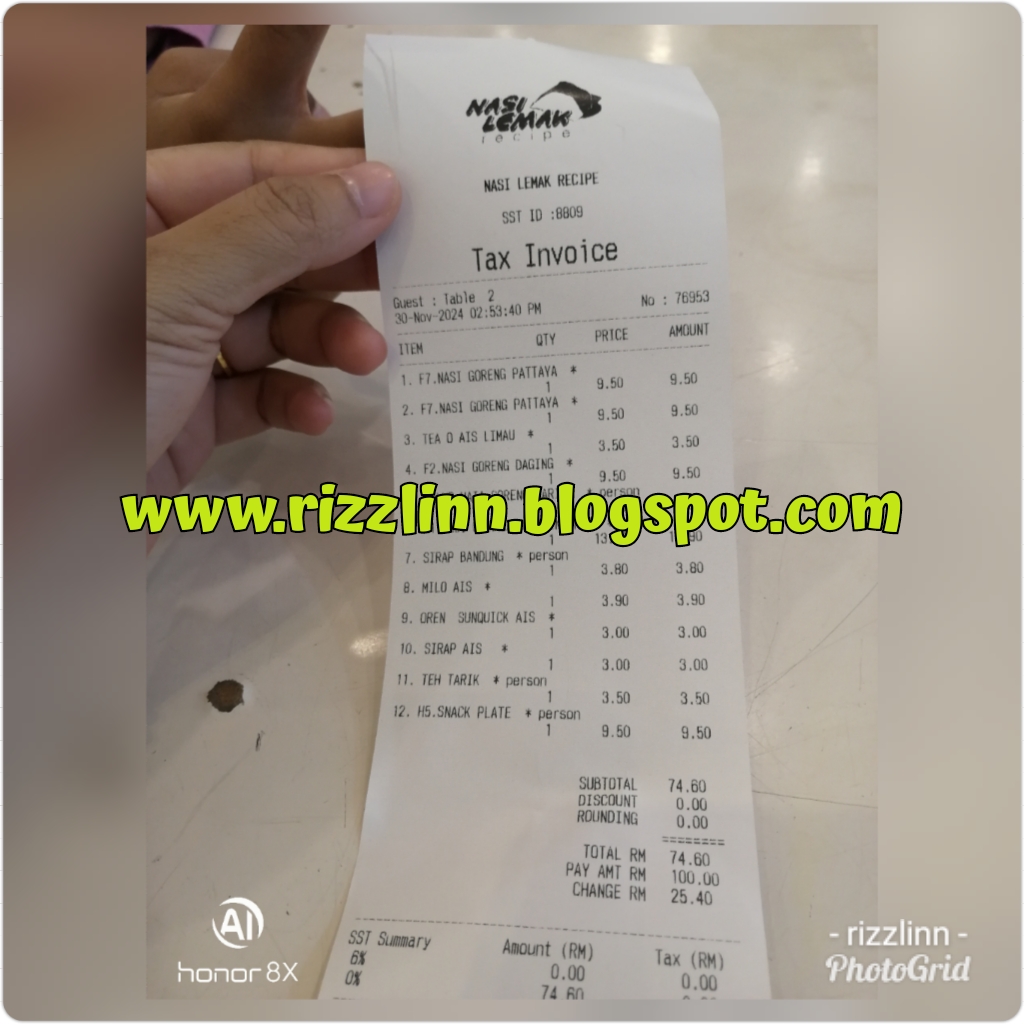 NASI
LEMAK
recipe
NASI LEMAK RECIPE
SST ID :8809
Tax Invoice
Guest : Table 2
30-Nov-2024 02:53:40 PM No : 76953
ITEM QTY PRICE AMOUNT
1. F7.NASI GORENG PATTAYA *
1 9.50 9.50
2. F7.NASI GORENG PATTAYA *
1 9.50 9.50
3. TEA O AIS LIMAU *
1 3.50 3.50
4. F2.NASI GORENG DAGING *
1 9.50 9.50
* person
www.rizzlinn.blogspot.com
7. SIRAP BANDUNG * person
1 3.80 3.80
8. MILO AIS *
1 3.90 3.90
9. OREN SUNQUICK AIS *
1 3.00 3.00
10. SIRAP AIS *
1 3.00 3.00
11. TEH TARIK * person
1 3.50 3.50
12. H5.SNACK PLATE * person
1 9.50 9.50
SUBTOTAL 74.60
DISCOUNT 0.00
ROUNDING 0.00
========
TOTAL RM 74.60
PAY AMT RM 100.00
CHANGE RM 25.40
SST Summary Amount (RM) Tax (RM)
6% 0.00 0.00
0% 74.60
AI
honor 8X
- rizzlinn -
PhotoGrid